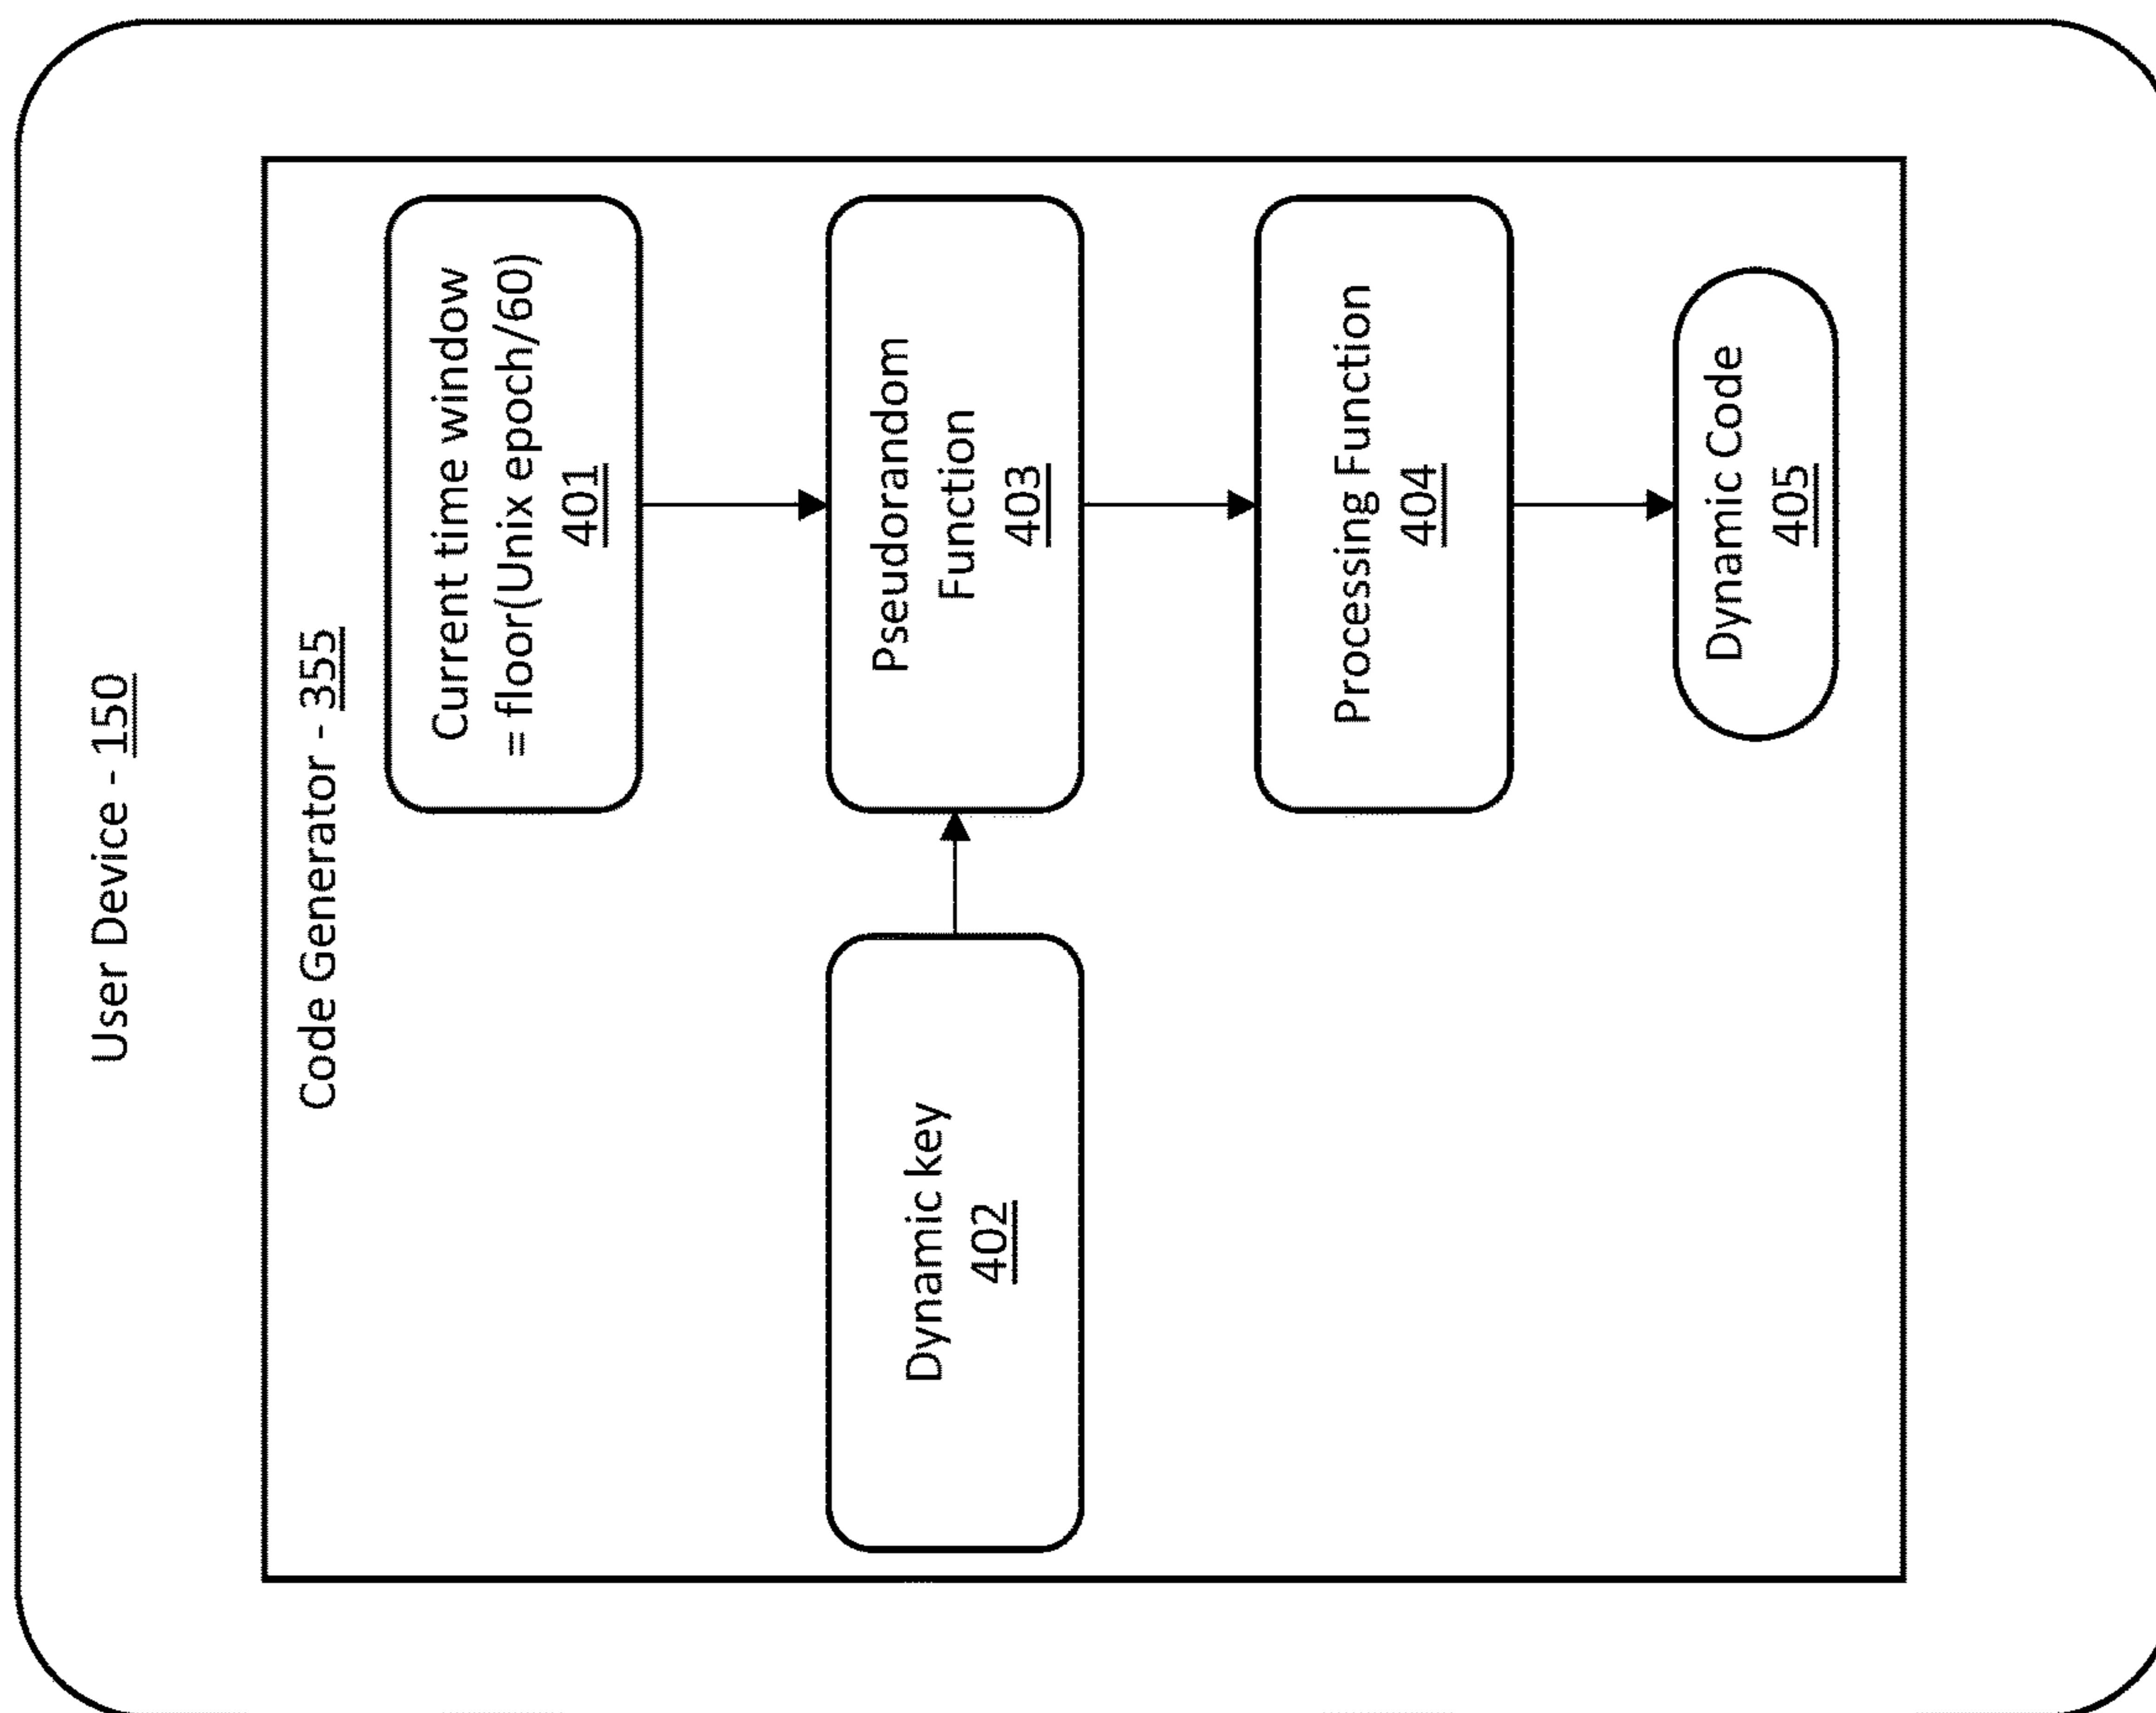 User Device - 150
Code Generator - 355
Current time window
= floor(Unix epoch/60)
401
Dynamic key
402
Pseudorandom
Function
403
Processing Function
404
Dynamic Code
405